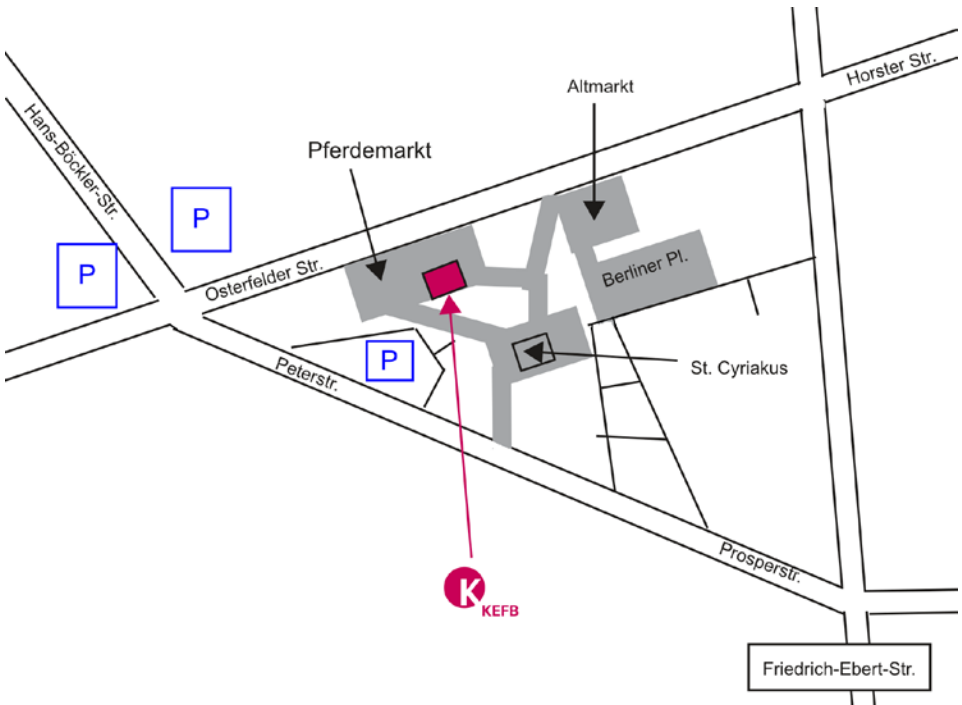 Horster Str.
Altmarkt
Hans-Böckler-Str.
Pferdemarkt
P
P
Osterfelder Str.
Berliner Pl.
P
Peterstr.
St. Cyriakus
Prosperstr.
K
KEFB
Friedrich-Ebert-Str.